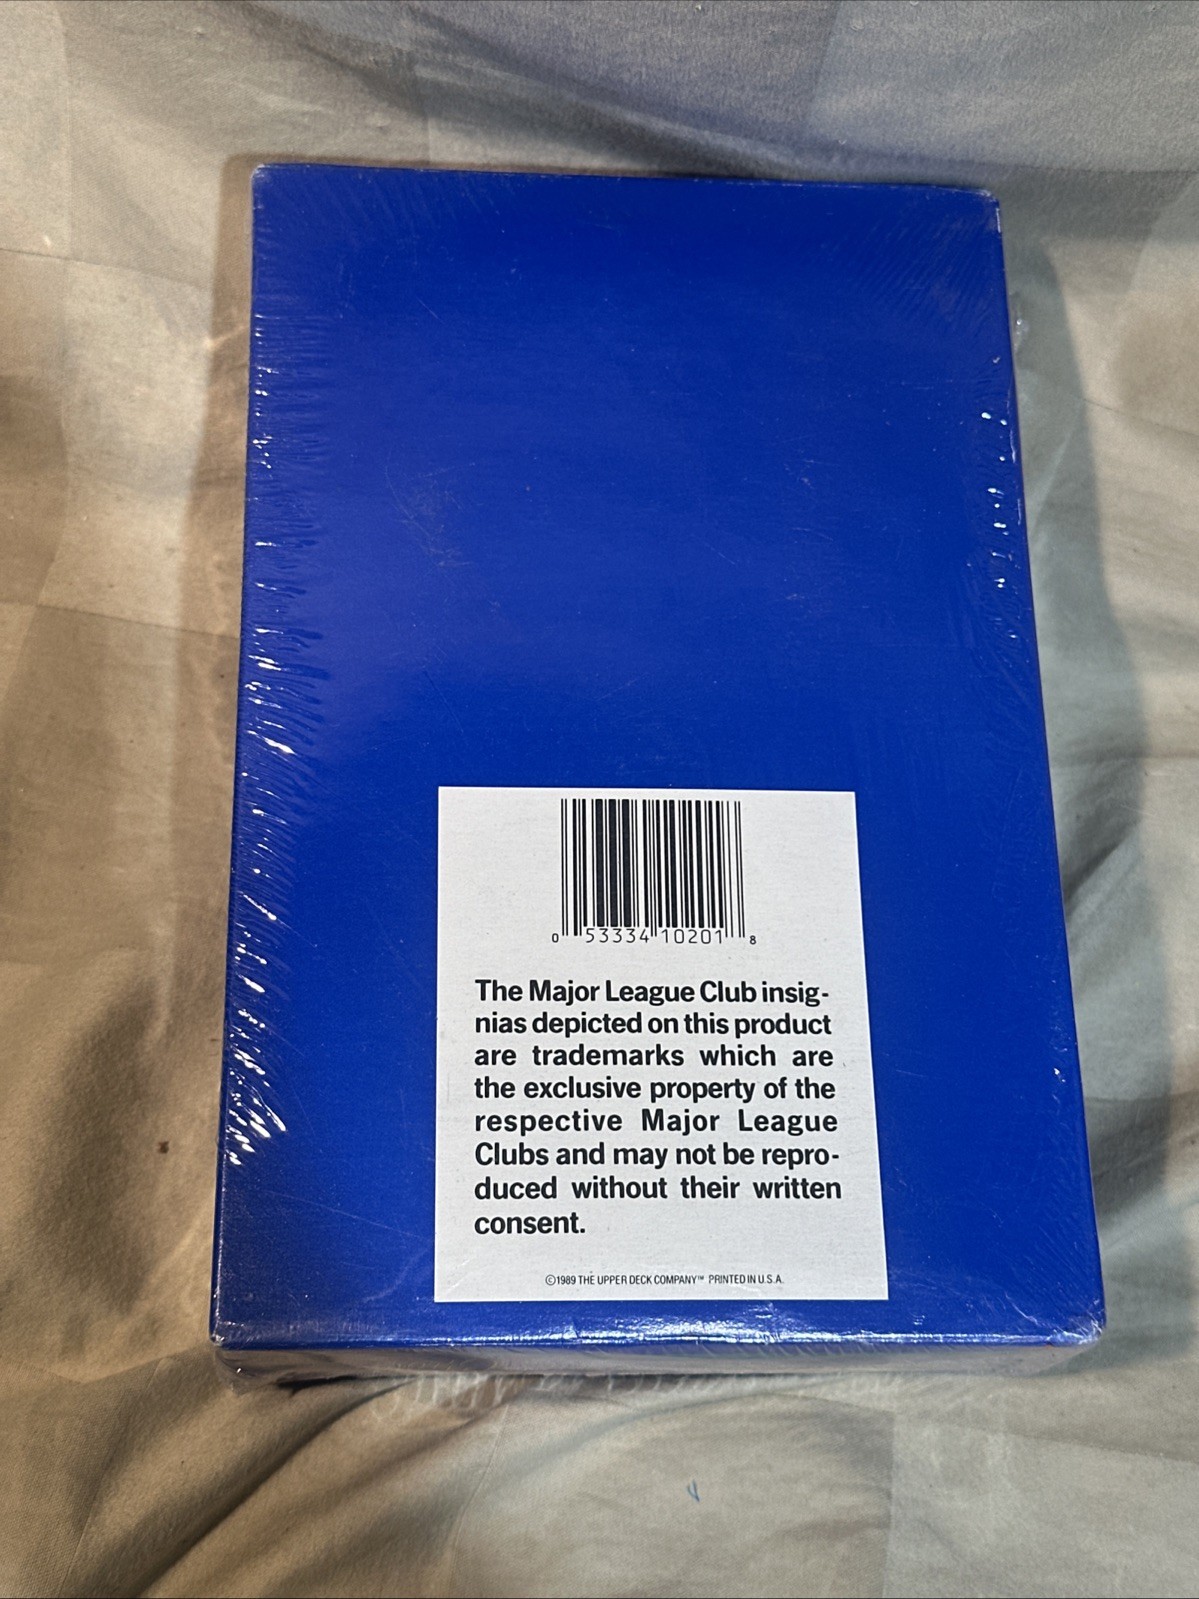 0 53334 10201 8
The Major League Club insig-
nias depicted on this product
are trademarks which are
the exclusive property of the
respective Major League
Clubs and may not be repro-
duced without their written
consent.
©1989 THE UPPER DECK COMPANY™ PRINTED IN U.S.A.